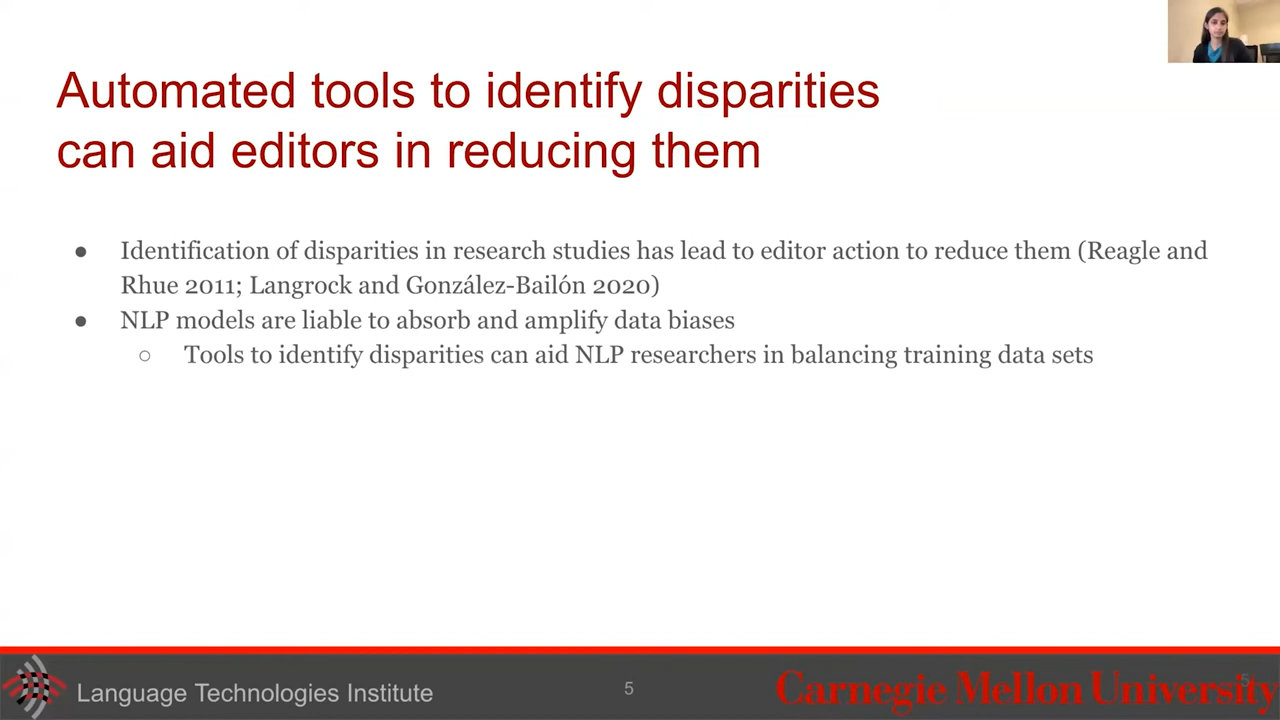 Automated tools to identify disparities
can aid editors in reducing them
● Identification of disparities in research studies has lead to editor action to reduce them (Reagle and
Rhue 2011; Langrock and González-Bailón 2020)
● NLP models are liable to absorb and amplify data biases
○ Tools to identify disparities can aid NLP researchers in balancing training data sets
Language Technologies Institute
5
Carnegie Mellon University
5